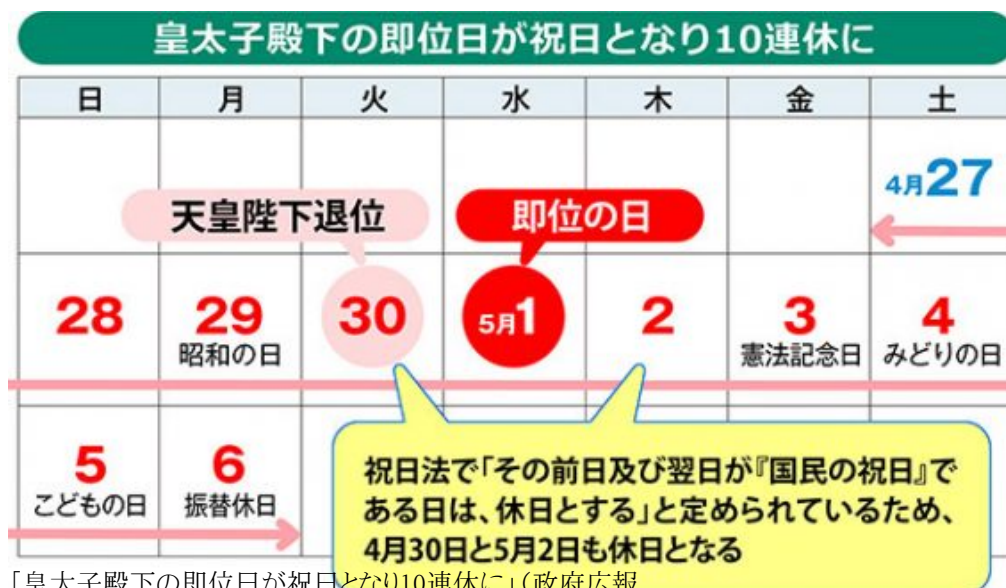 皇太子殿下の即位日が祝日となり10連休に
日 月 火 水 木 金 土
4月27
天皇陛下退位 即位の日
28 29 30 5月1 2 3 4
昭和の日 憲法記念日 みどりの日
5 6
こどもの日 振替休日
祝日法で「その前日及び翌日が『国民の祝日』で
ある日は、休日とする」と定められているため、
4月30日と5月2日も休日となる
「皇太子殿下の即位日が祝日となり10連休に」(政府広報